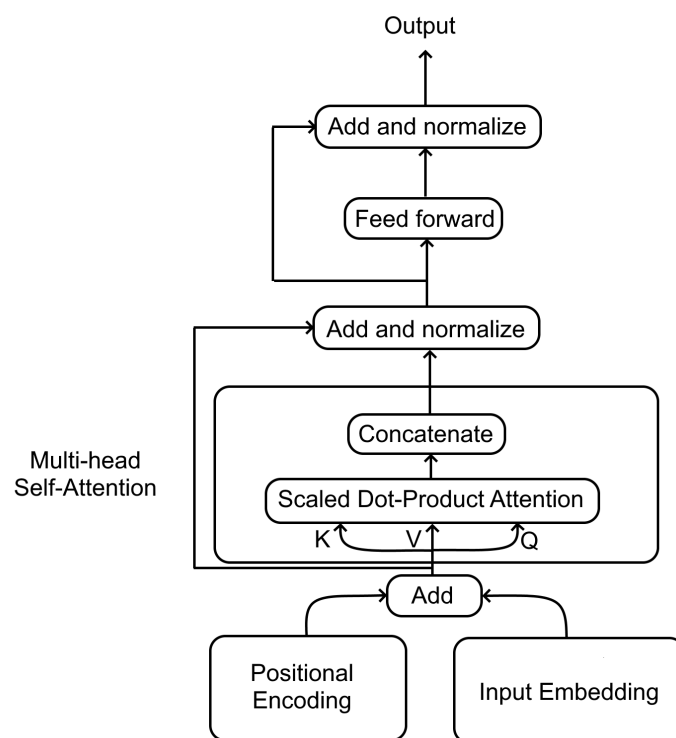 Output
Add and normalize
Feed forward
Add and normalize
Concatenate
Multi-head
Self-Attention
Scaled Dot-Product Attention
K V Q
Add
Positional
Encoding
Input Embedding